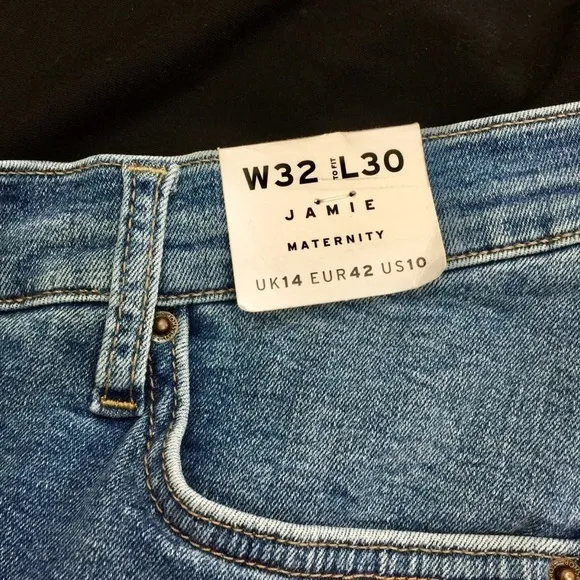 W32 TO FIT L30
JAMIE
MATERNITY
UK14 EUR42 US10